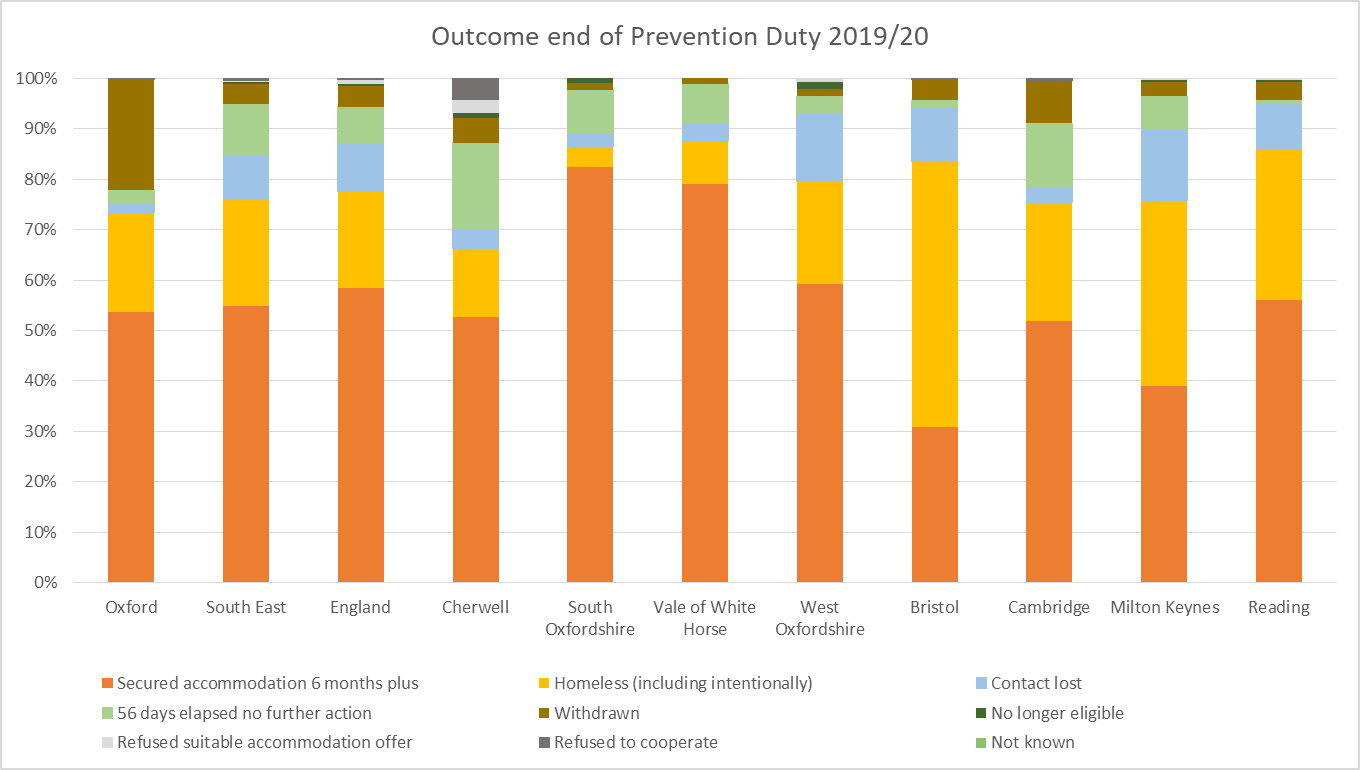 Outcome end of Prevention Duty 2019/20
100%
90%
80%
70%
60%
50%
40%
30%
20%
10%
0%
Oxford South East England Cherwell South Vale of White West Bristol Cambridge Milton Keynes Reading
Oxfordshire Horse Oxfordshire
Secured accommodation 6 months plus Homeless (including intentionally) Contact lost
56 days elapsed no further action Withdrawn No longer eligible
Refused suitable accommodation offer Refused to cooperate Not known